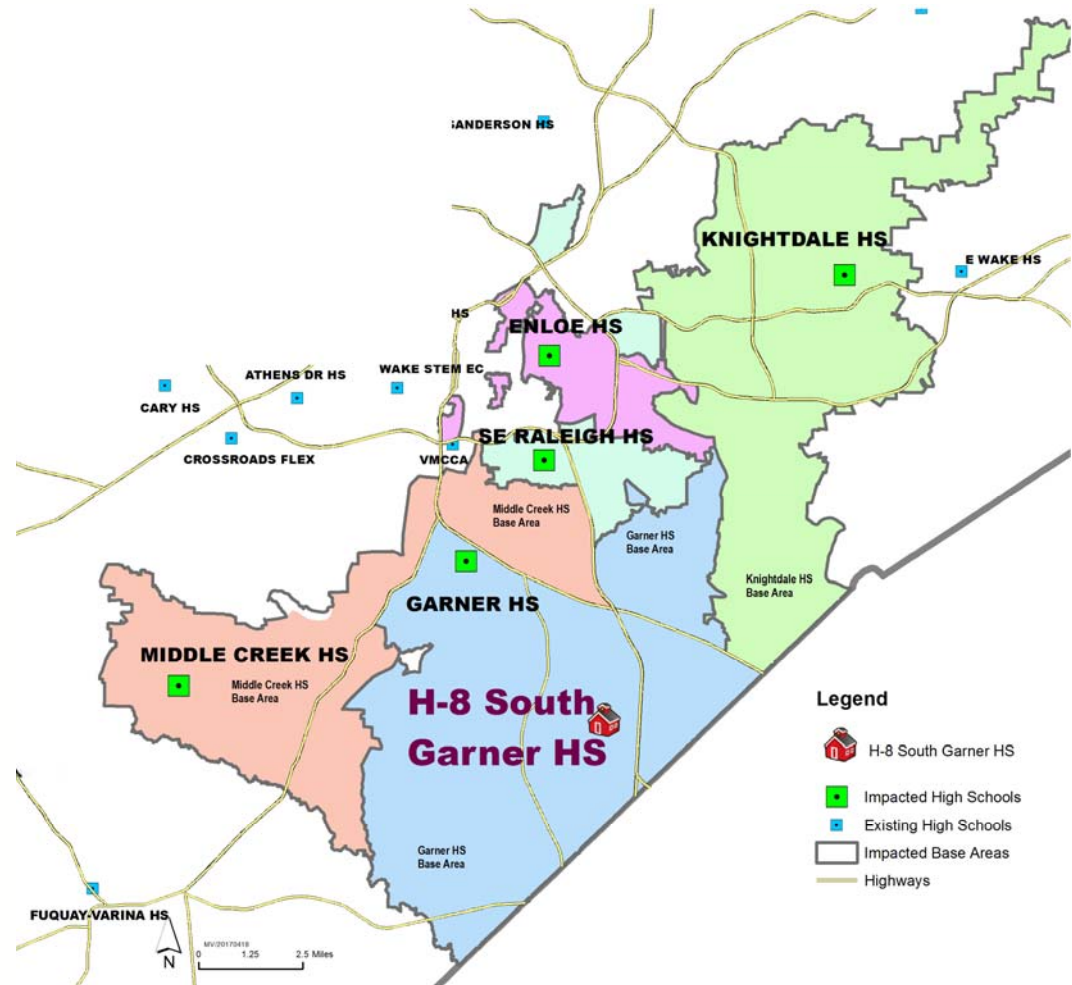 SANDERSON HS
KNIGHTDALE HS
E WAKE HS
HS
ENLOE HS
ATHENS DR HS
WAKE STEM EC
CARY HS
CROSSROADS FLEX
VMCCA
SE RALEIGH HS
Middle Creek HS
Base Area
Garner HS
Base Area
Knightdale HS
Base Area
GARNER HS
MIDDLE CREEK HS
Middle Creek HS
Base Area
H-8 South
Garner HS
Garner HS
Base Area
FUQUAY-VARINA HS
Legend
H-8 South Garner HS
Impacted High Schools
Existing High Schools
Impacted Base Areas
Highways
MV/20170418
0 1.25 2.5 Miles
N